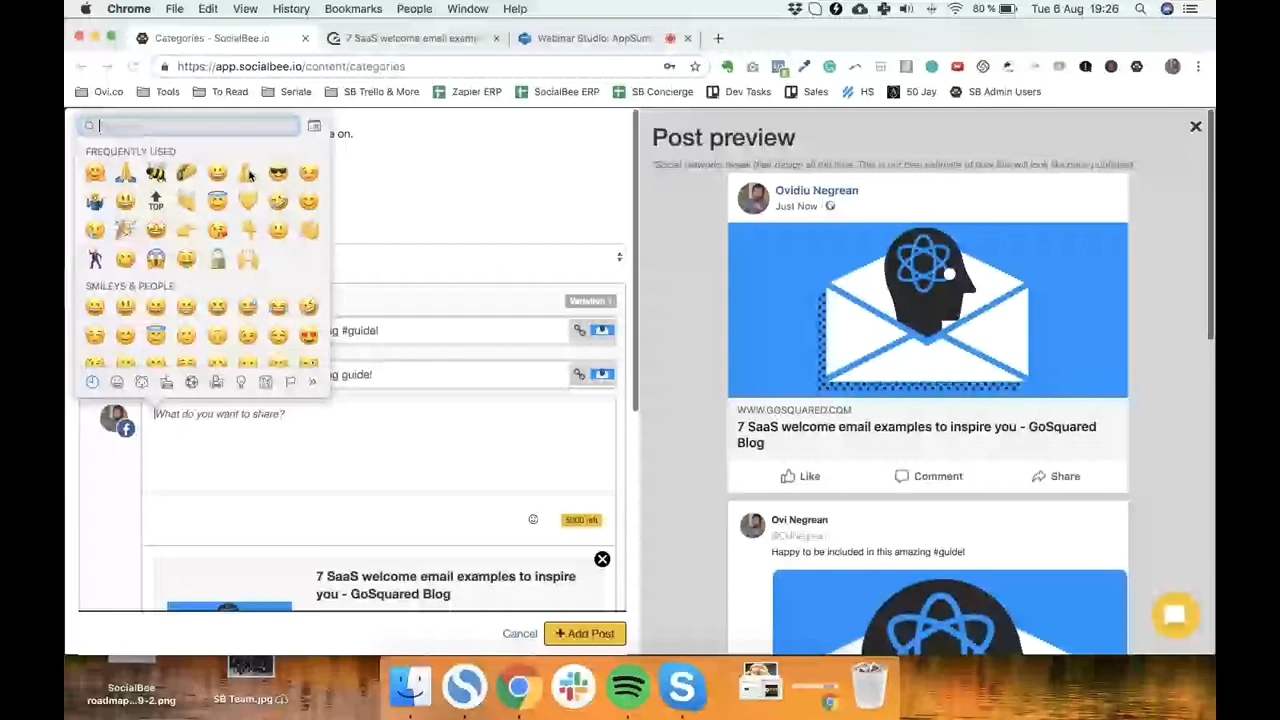 Chrome File Edit View History Bookmarks People Window Help
80 % Tue 6 Aug 19:26
Categories - SocialBee.io
7 SaaS welcome email examp
Webinar Studio: AppSum
https://app.socialbee.io/content/categories
Ovi.co Tools To Read Seriale SB Trello & More Zapier ERP SocialBee ERP SB Concierge Dev Tasks Sales HS 50 Jay SB Admin Users
a on.
Post preview
FREQUENTLY USED
TOP
SMILEYS & PEOPLE
Variation 1
ng #guide!
ng guide!
What do you want to share?
5000 left
7 SaaS welcome email examples to inspire
you - GoSquared Blog
Cancel
+ Add Post
Ovidiu Negrean
Just Now
WWW.GOSQUARED.COM
7 SaaS welcome email examples to inspire you - GoSquared
Blog
Like Comment Share
Ovi Negrean
@OviNegrean
Happy to be included in this amazing #guide!
SocialBee
roadmap...9-2.png
SB Team.jpg